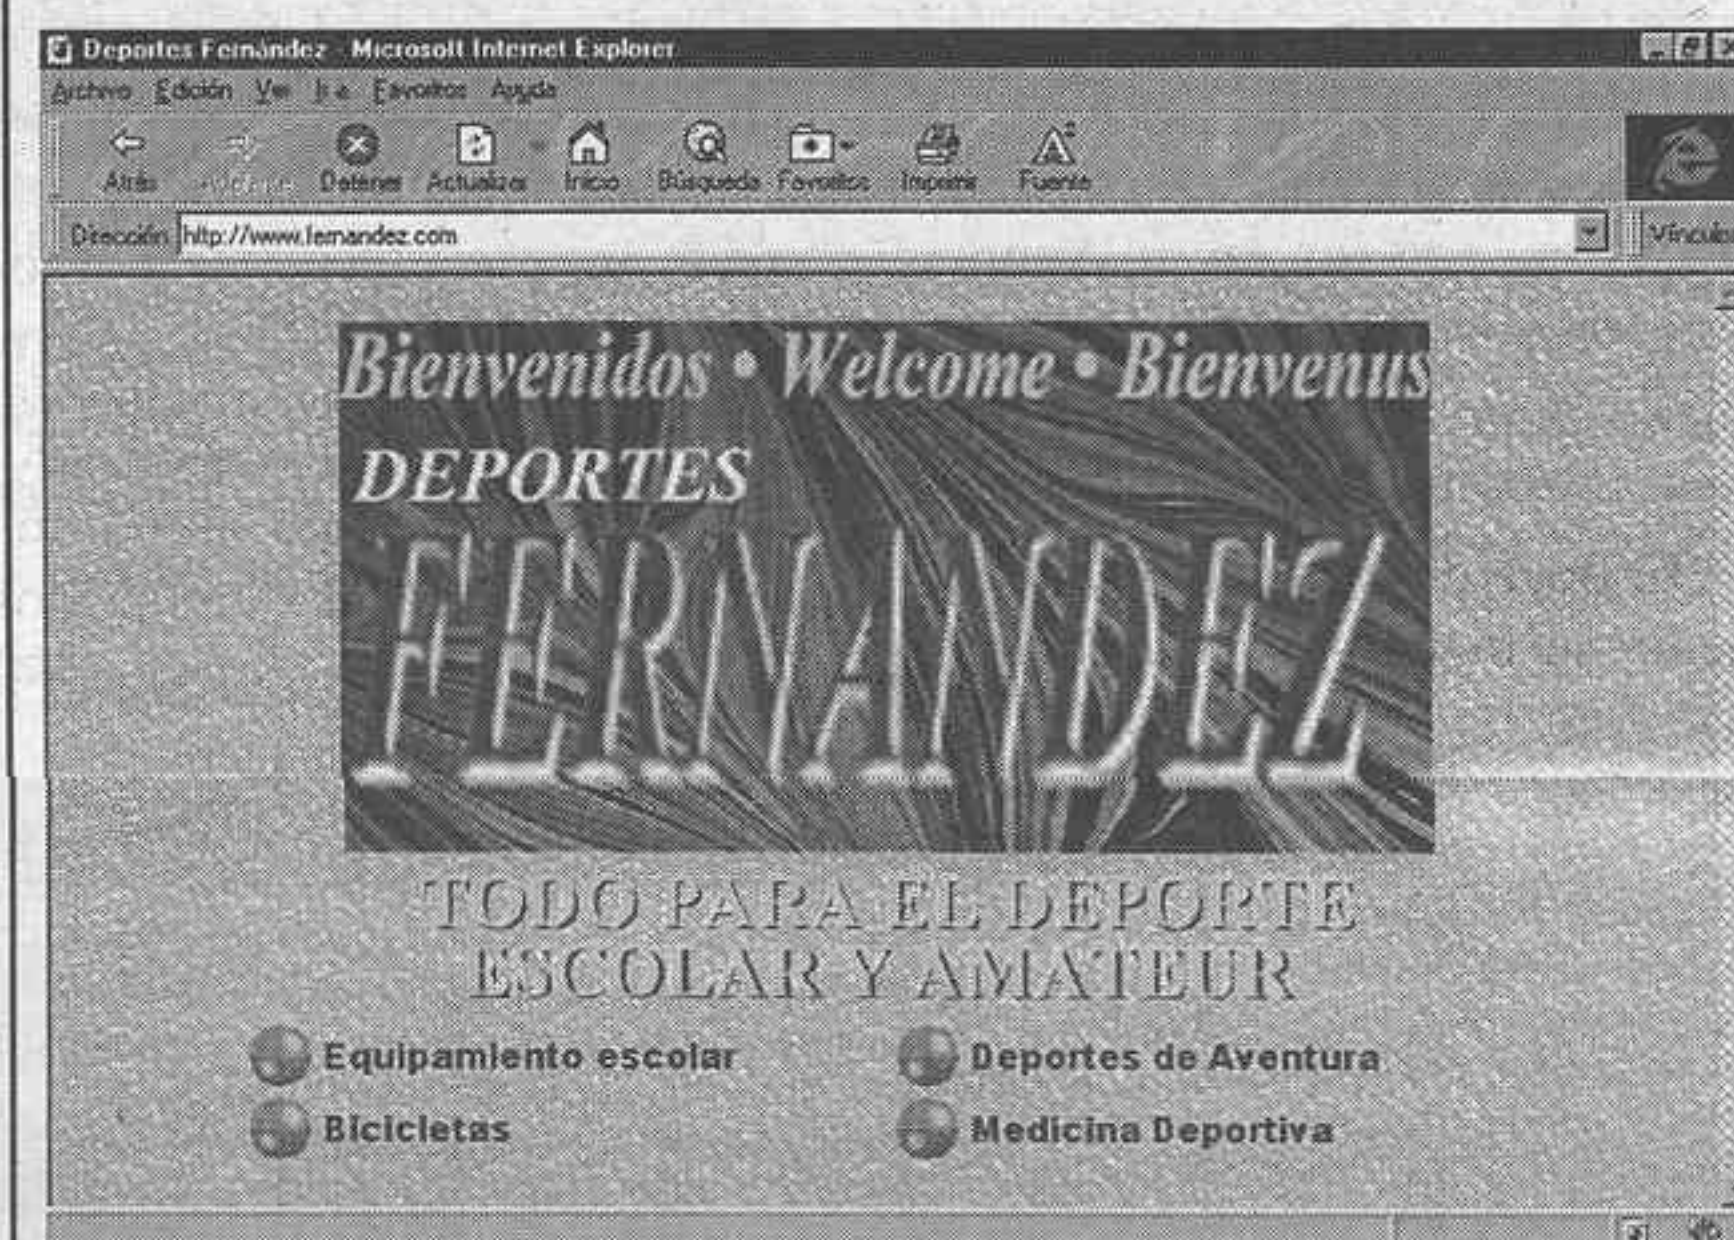 Deportes Fernández - Microsoft Internet Explorer
Archivo Edición Ver Ir a Favoritos Ayuda
Atrás Detener Actualizar Inicio Búsqueda Favoritos Imprimir Fuente
Dirección http://www.fernandez.com
Bienvenidos • Welcome • Bienvenus
DEPORTES
FERNANDEZ
TODO PARA EL DEPORTE
ESCOLAR Y AMATEUR
Equipamiento escolar Deportes de Aventura
Bicicletas Medicina Deportiva